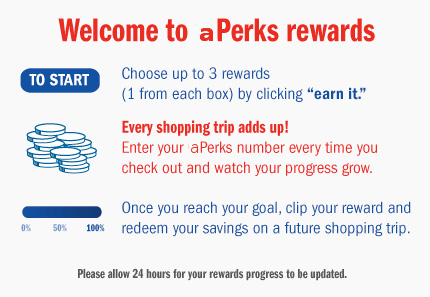 Welcome to aPerks rewards
TO START
Choose up to 3 rewards
(1 from each box) by clicking “earn it.”
Every shopping trip adds up!
Enter your aPerks number every time you
check out and watch your progress grow.
0% 50% 100%
Once you reach your goal, clip your reward and
redeem your savings on a future shopping trip.
Please allow 24 hours for your rewards progress to be updated.